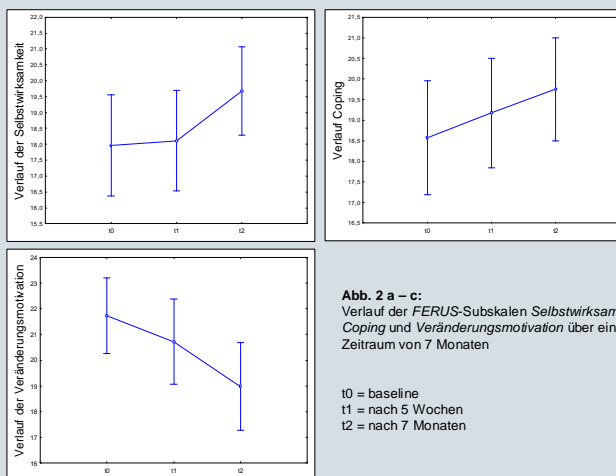 Verlauf der Selbstwirksamkeit
22,0
21,5
21,0
20,5
20,0
19,5
19,0
18,5
18,0
17,5
17,0
16,5
16,0
15,5
t0 t1 t2
Verlauf Coping
22,0
21,5
21,0
20,5
20,0
19,5
19,0
18,5
18,0
17,5
17,0
16,5
t0 t1 t2
Verlauf der Veränderungsmotivation
24
23
22
21
20
19
18
17
16
t0 t1 t2
Abb. 2 a – c:
Verlauf der FERUS-Subskalen Selbstwirksam
Coping und Veränderungsmotivation über ein
Zeitraum von 7 Monaten
t0 = baseline
t1 = nach 5 Wochen
t2 = nach 7 Monaten